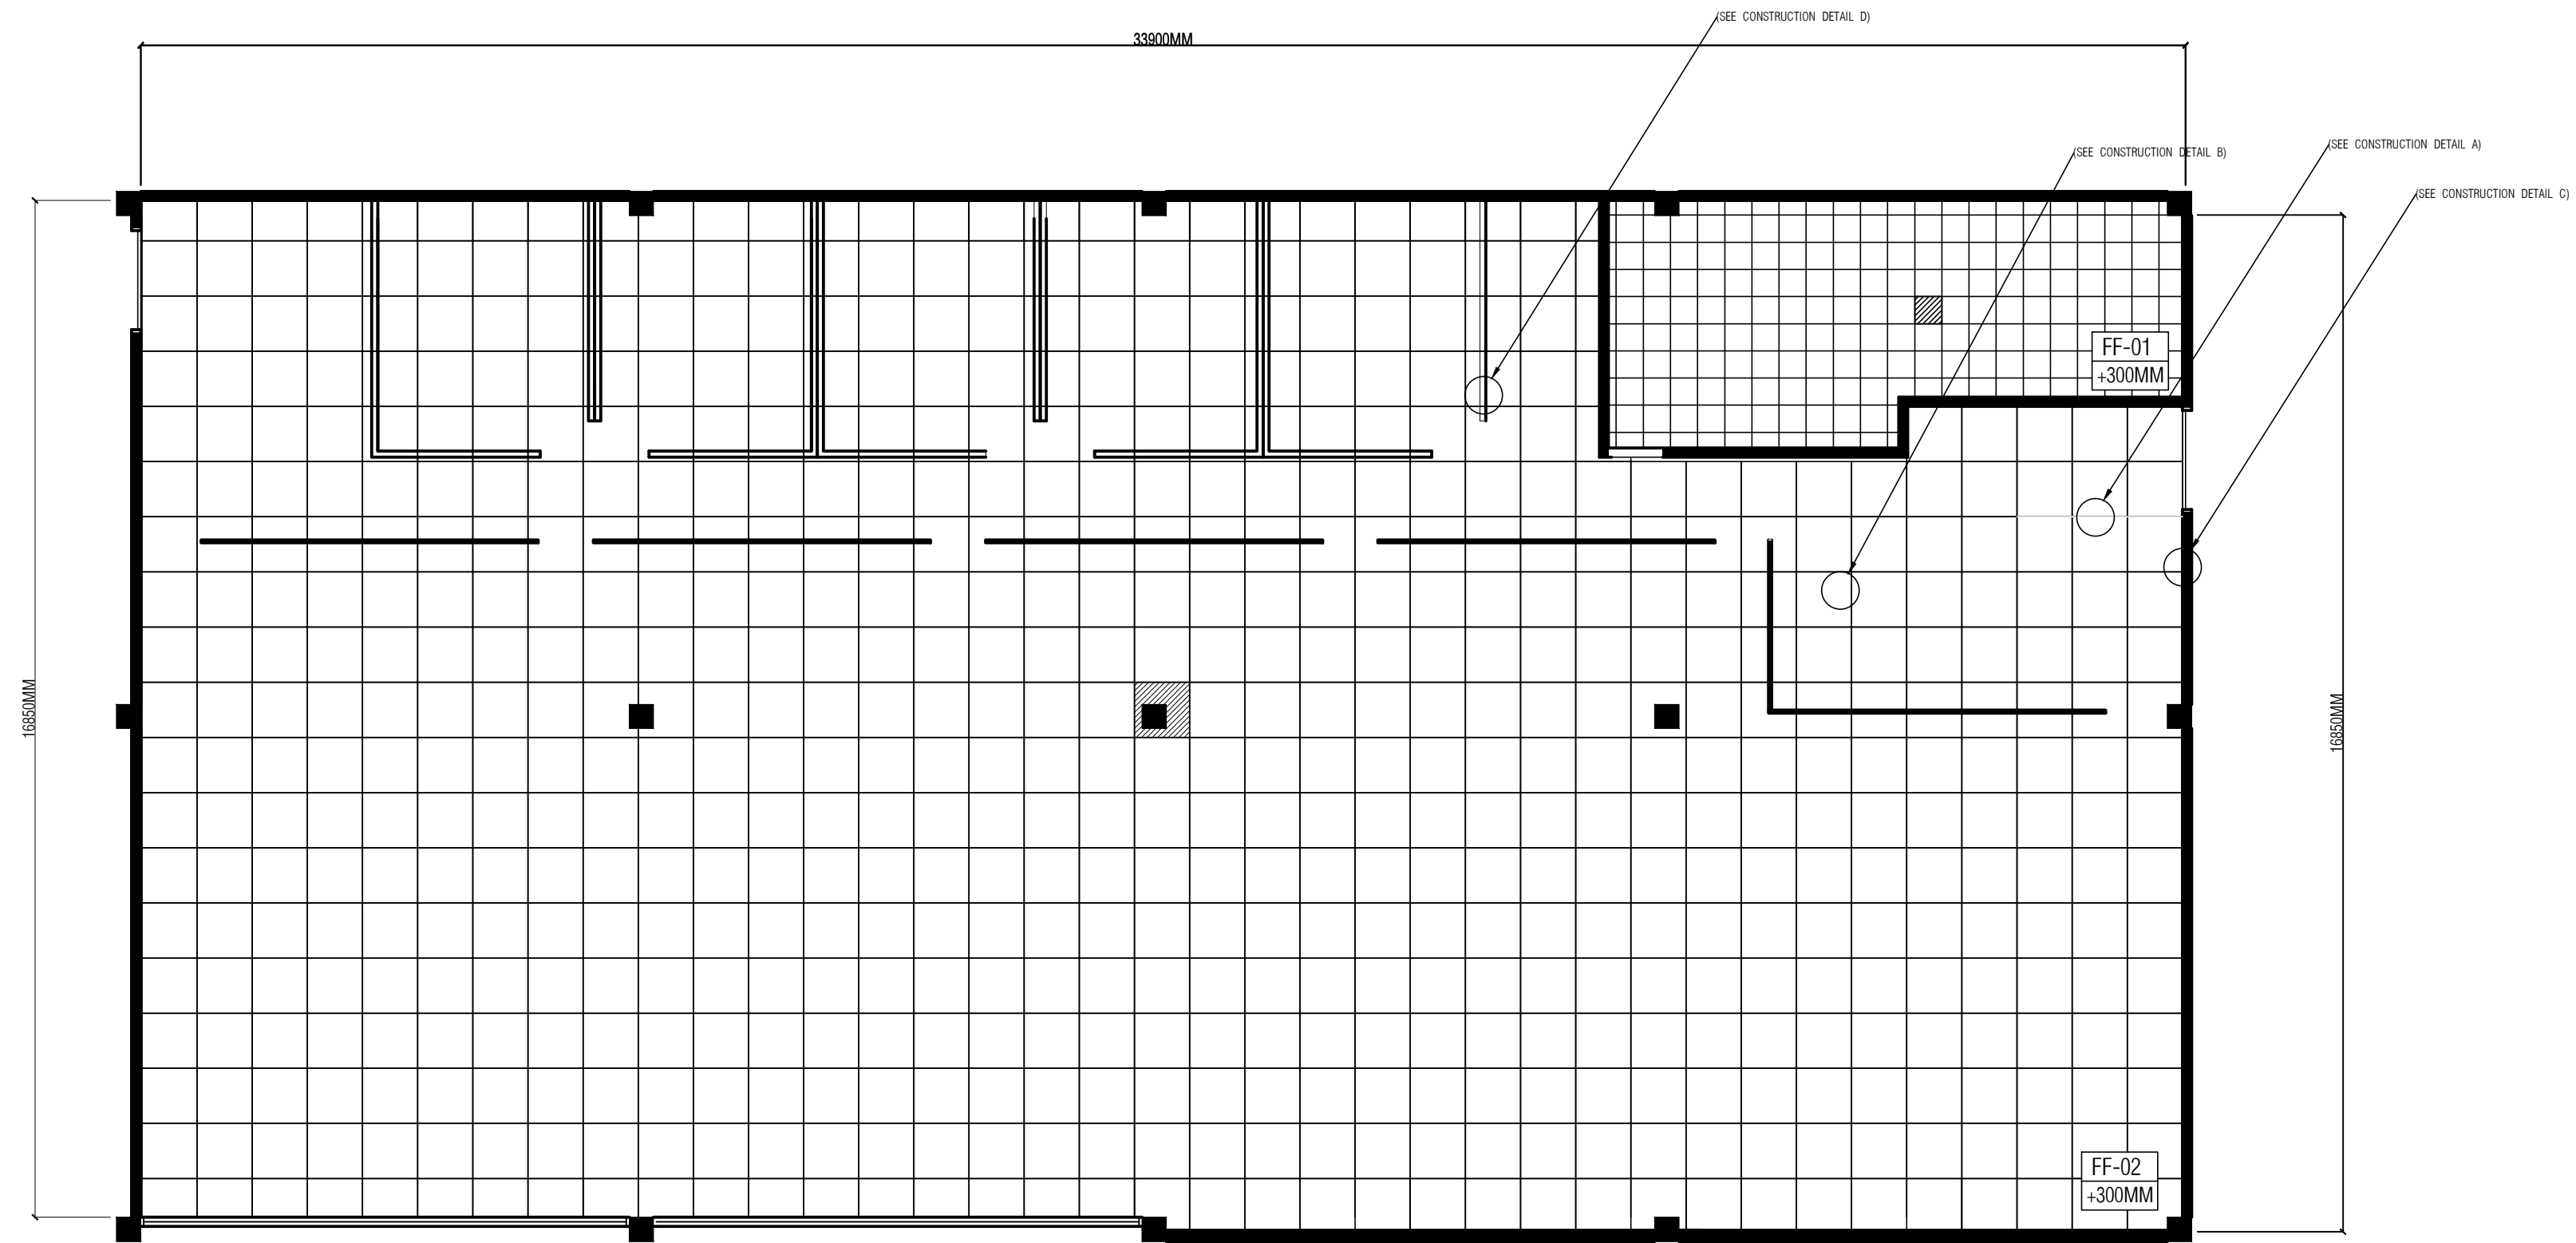 (SEE CONSTRUCTION DETAIL D)
33900MM
(SEE CONSTRUCTION DETAIL A)
(SEE CONSTRUCTION DETAIL B)
(SEE CONSTRUCTION DETAIL C)
FF-01
+300MM
16850MM
16850MM
FF-02
+300MM